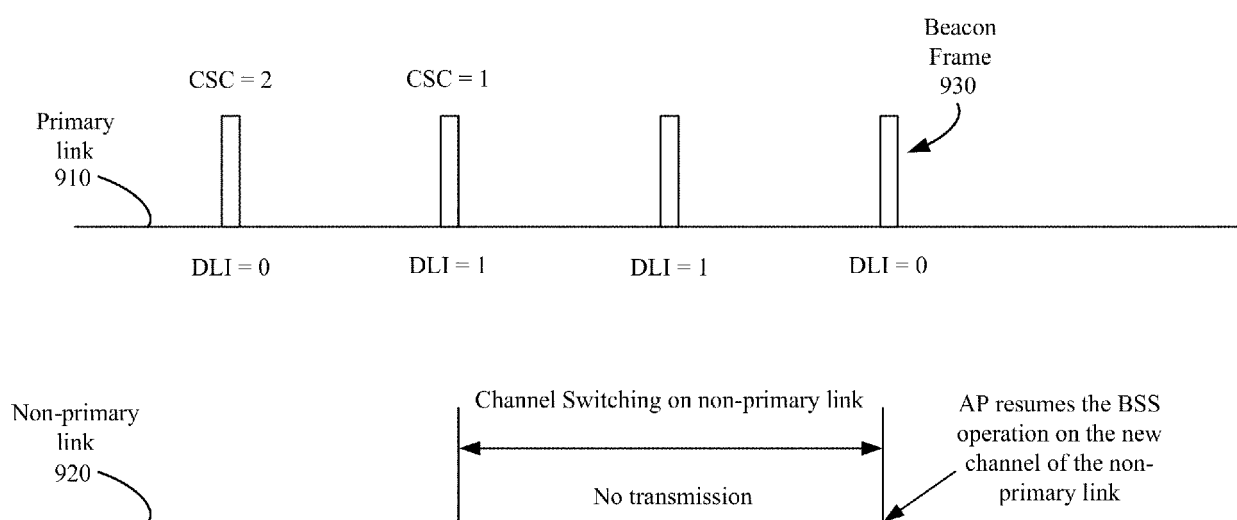 Beacon
Frame
930
CSC = 2
CSC = 1
Primary
link
910
DLI = 0
DLI = 1
DLI = 1
DLI = 0
Non-primary
link
920
Channel Switching on non-primary link
No transmission
AP resumes the BSS
operation on the new
channel of the non-
primary link